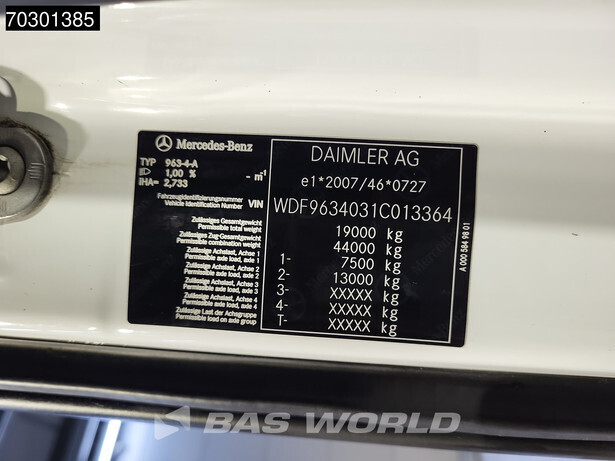 70301385
Mercedes-Benz
TYP 963-4-A
1,00 % - m⁻¹
IHA= 2,733
Fahrzeugidentifizierungsnummer
Vehicle Identification Number VIN
Zulässiges Gesamtgewicht
Permissible total weight
Zulässiges Zug-Gesamtgewicht
Permissible combination weight
Zulässige Achslast, Achse 1
Permissible axle load, axle 1
Zulässige Achslast, Achse 2
Permissible axle load, axle 2
Zulässige Achslast, Achse 3
Permissible axle load, axle 3
Zulässige Achslast, Achse 4
Permissible axle load, axle 4
Zulässige Last der Achsgruppe
Permissible load on axle group
DAIMLER AG
e1*2007/46*0727
WDF9634031C013364
19000 kg
44000 kg
1- 7500 kg
2- 13000 kg
3- XXXXX kg
4- XXXXX kg
T- XXXXX kg
A 000 584 98 01
BAS WORLD